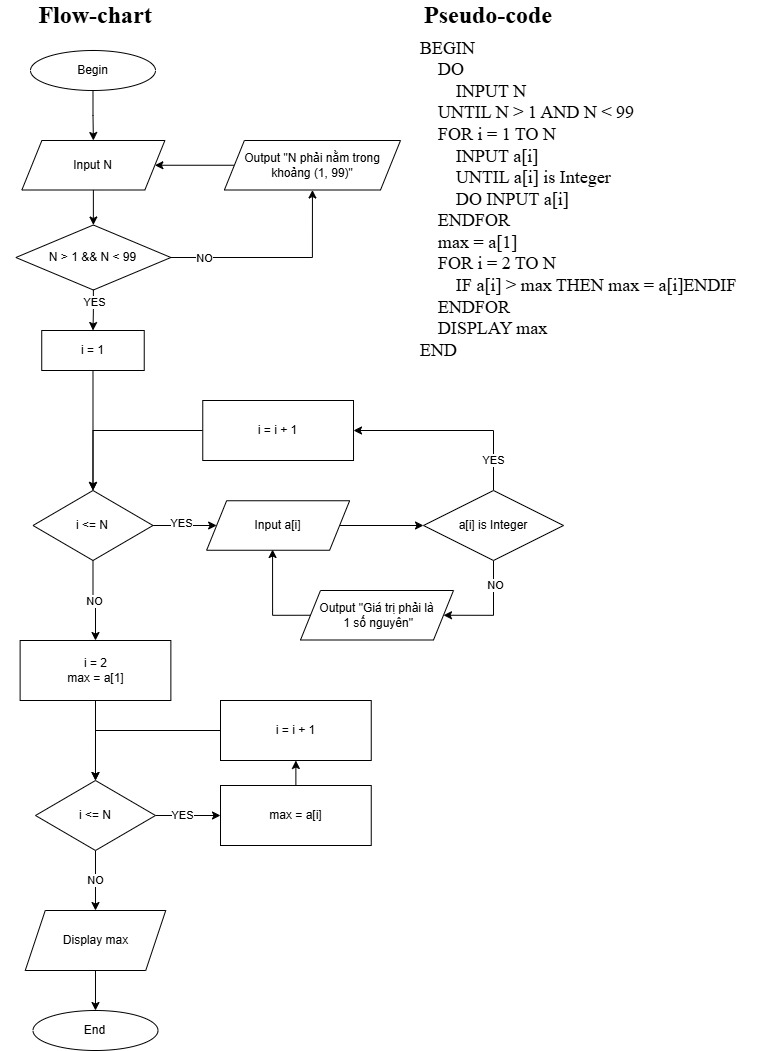 Flow-chart
Begin
Input N
Output "N phải nằm trong
khoảng (1, 99)"
N > 1 && N < 99
NO
YES
i = 1
i = i + 1
YES
i <= N
YES
Input a[i]
a[i] is Integer
NO
NO
Output "Giá trị phải là
1 số nguyên"
i = 2
max = a[1]
i = i + 1
i <= N
YES
max = a[i]
NO
Display max
End
Pseudo-code
BEGIN
DO
INPUT N
UNTIL N > 1 AND N < 99
FOR i = 1 TO N
INPUT a[i]
UNTIL a[i] is Integer
DO INPUT a[i]
ENDFOR
max = a[1]
FOR i = 2 TO N
IF a[i] > max THEN max = a[i]ENDIF
ENDFOR
DISPLAY max
END